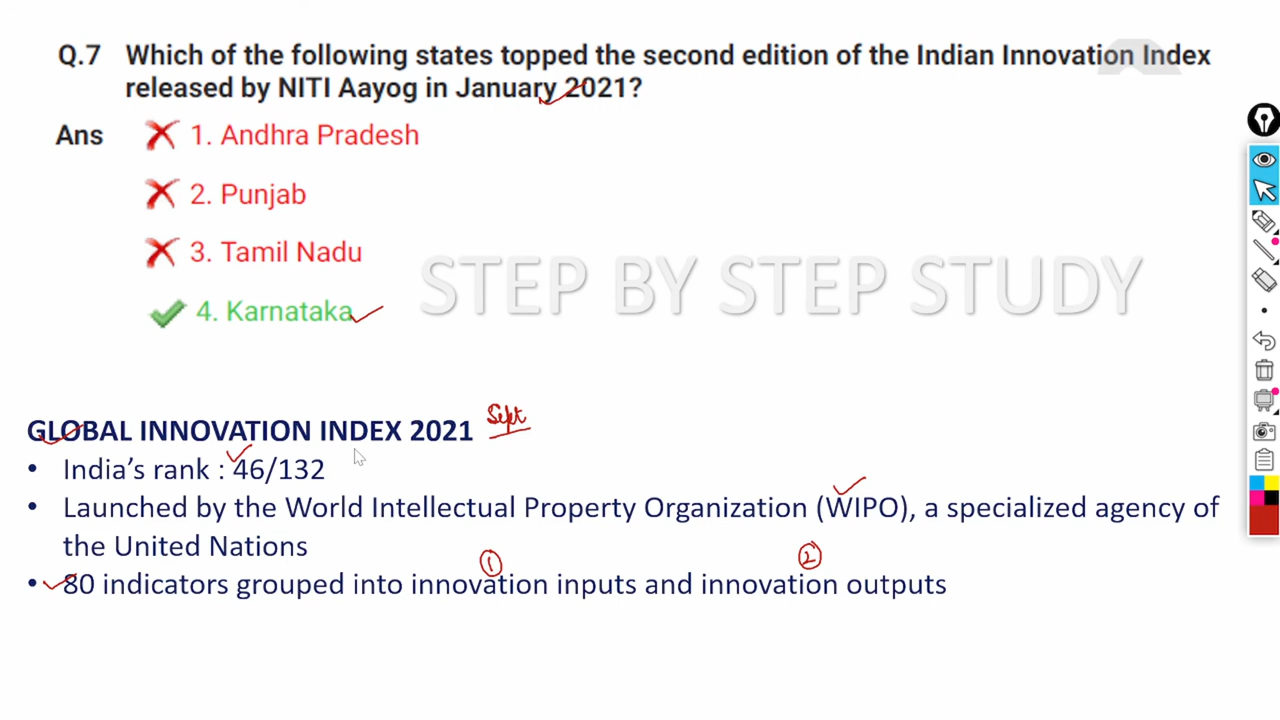 Q.7 Which of the following states topped the second edition of the Indian Innovation Index
released by NITI Aayog in January 2021?
Ans 1. Andhra Pradesh
2. Punjab
3. Tamil Nadu
4. Karnataka
STEP BY STEP STUDY
GLOBAL INNOVATION INDEX 2021 Sept
• India’s rank : 46/132
• Launched by the World Intellectual Property Organization (WIPO), a specialized agency of
the United Nations
1 2
• 80 indicators grouped into innovation inputs and innovation outputs